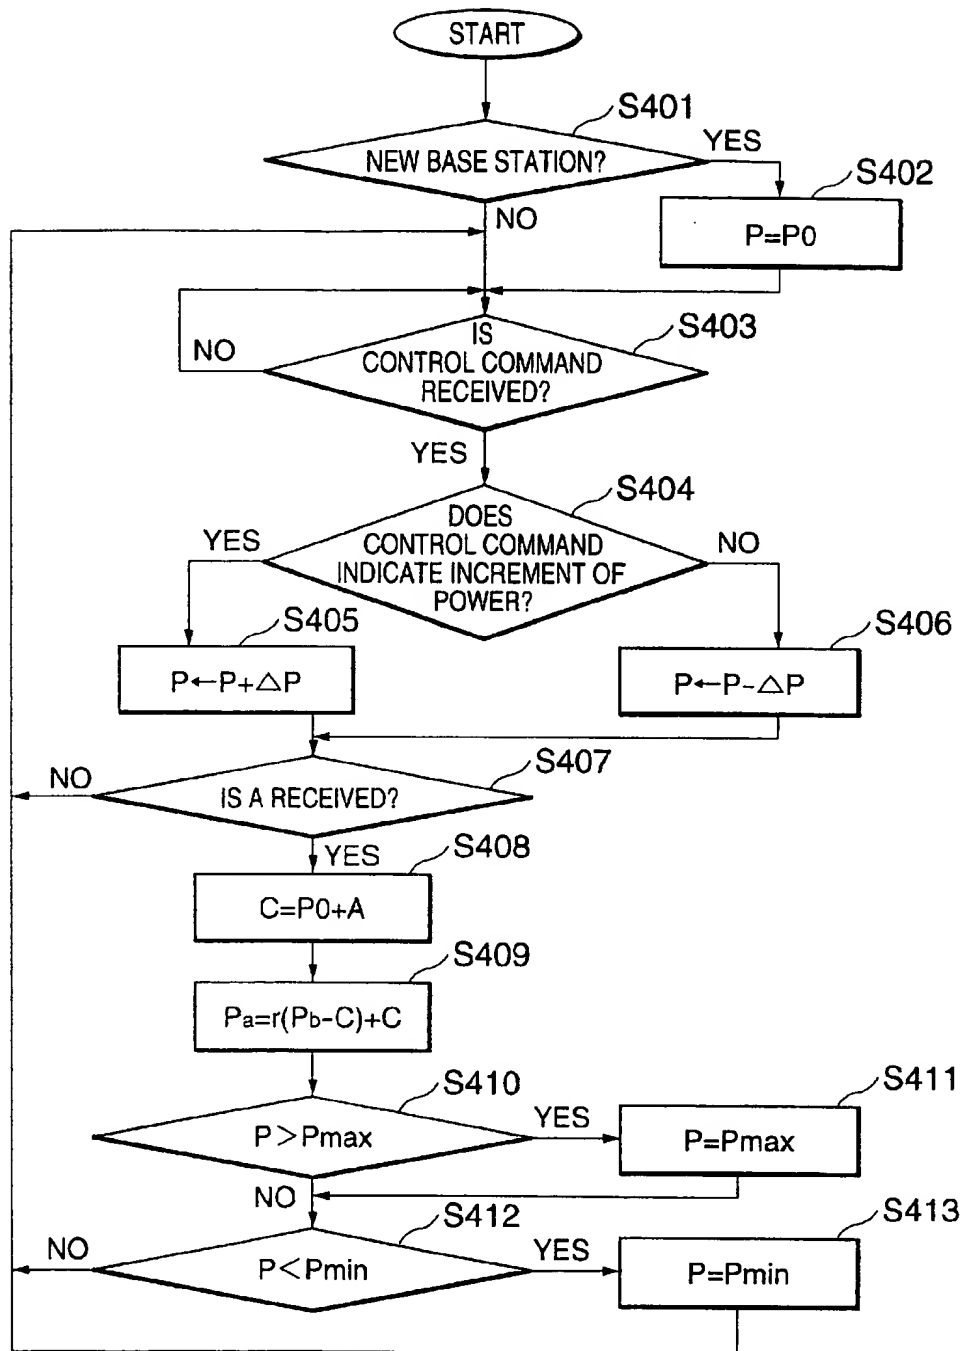 START
S401
NEW BASE STATION?
YES
S402
P=P0
NO
S403
IS
CONTROL COMMAND
RECEIVED?
NO
YES
S404
DOES
CONTROL COMMAND
INDICATE INCREMENT OF
POWER?
YES
NO
S405
P←P+△P
S406
P←P-△P
S407
IS A RECEIVED?
NO
YES
S408
C=P0+A
S409
Pa=r(Pb-C)+C
S410
P>Pmax
YES
S411
P=Pmax
NO
S412
P<Pmin
NO
YES
S413
P=Pmin